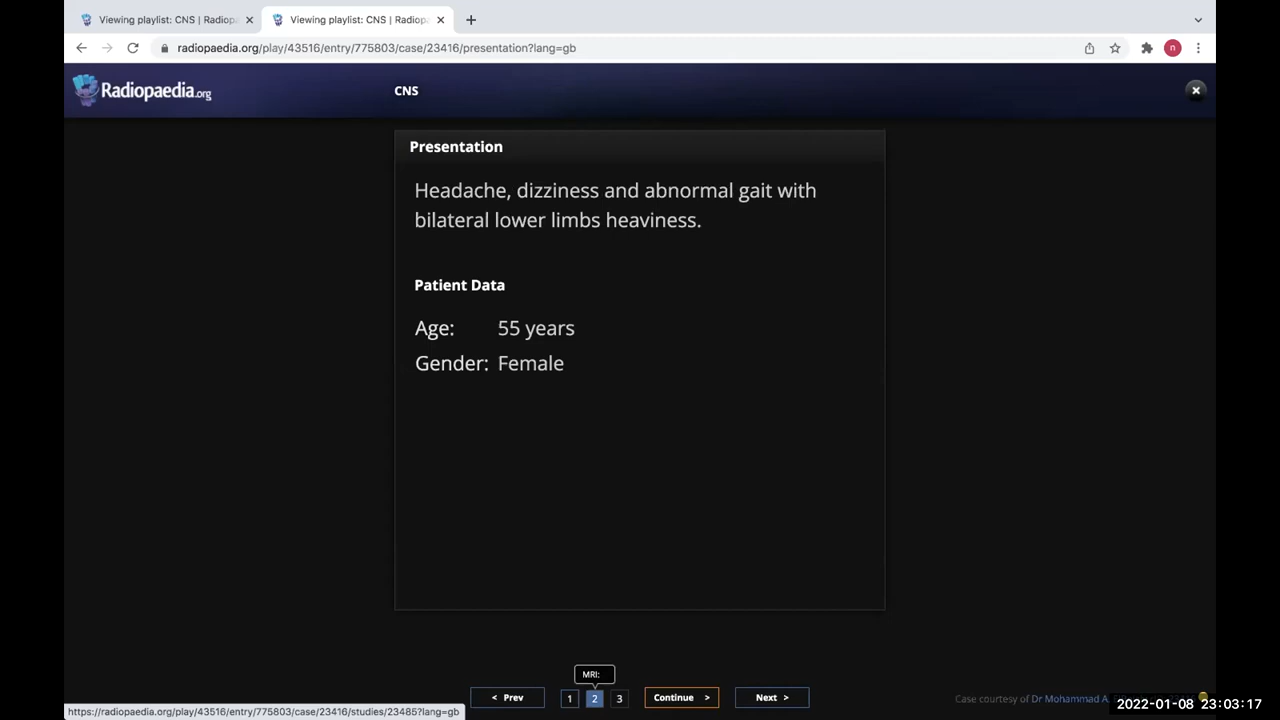 Viewing playlist: CNS | Radiop
Viewing playlist: CNS | Radiop
radiopaedia.org/play/43516/entry/775803/case/23416/presentation?lang=gb
n
Radiopaedia.org
CNS
Presentation
Headache, dizziness and abnormal gait with
bilateral lower limbs heaviness.
Patient Data
Age: 55 years
Gender: Female
MRI:
< Prev
1
2
3
Continue >
Next >
Case courtesy of Dr Mohammad A.
https://radiopaedia.org/play/43516/entry/775803/case/23416/studies/23485?lang=gb
2022-01-08 23:03:17